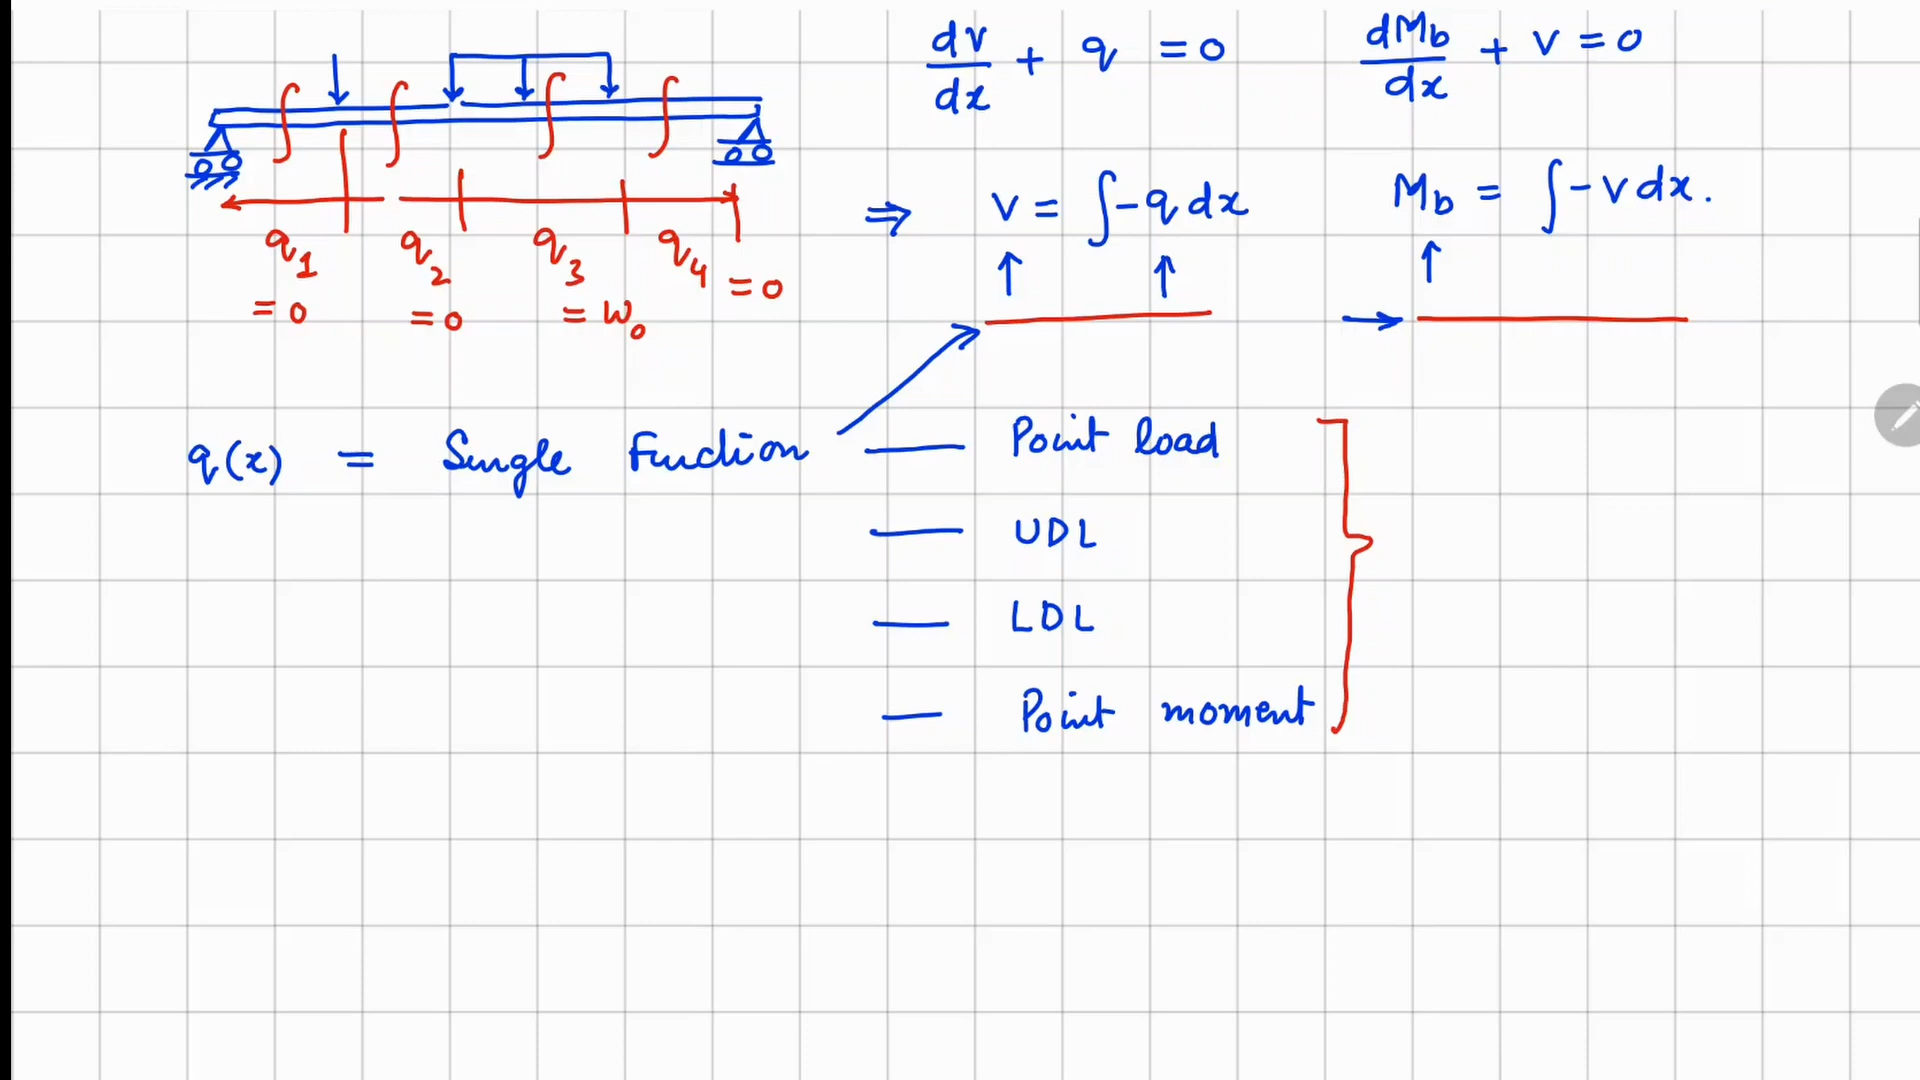 dV/dx + q = 0
dMb/dx + V = 0
⇒ V = ∫-q dx
Mb = ∫-V dx.
q1 = 0
q2 = 0
q3 = w0
q4 = 0
q(x) = Single Function
— Point load
— UDL
— LDL
— Point moment